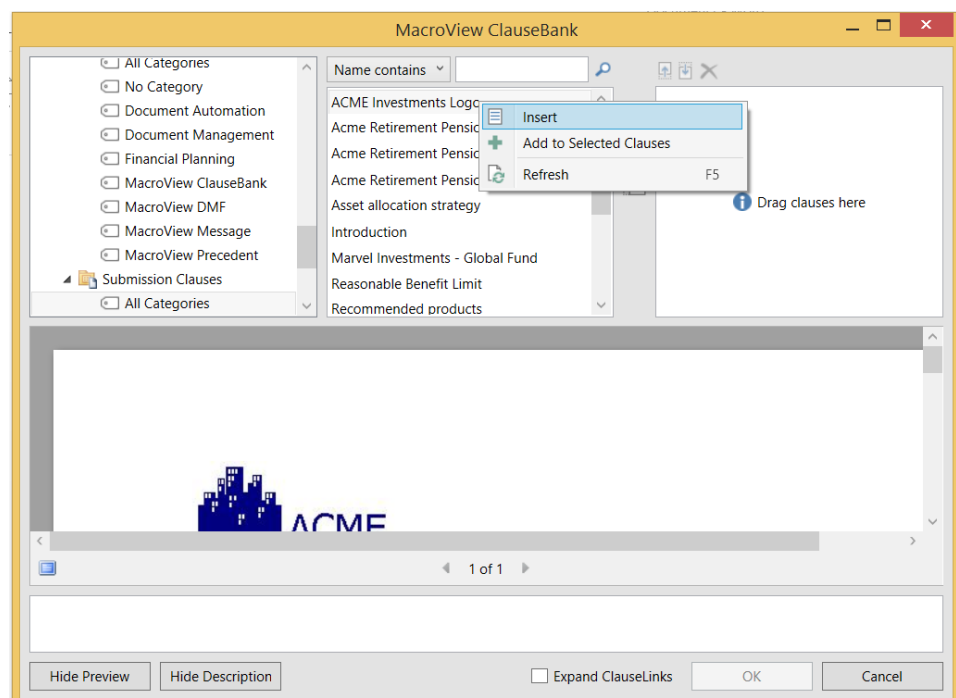 MacroView ClauseBank
All Categories
No Category
Document Automation
Document Management
Financial Planning
MacroView ClauseBank
MacroView DMF
MacroView Message
MacroView Precedent
Submission Clauses
All Categories
Name contains
ACME Investments Logo
Acme Retirement Pensio
Acme Retirement Pensio
Acme Retirement Pensio
Asset allocation strategy
Introduction
Marvel Investments - Global Fund
Reasonable Benefit Limit
Recommended products
Insert
Add to Selected Clauses
Refresh F5
Drag clauses here
ACME
1 of 1
Hide Preview Hide Description Expand ClauseLinks OK Cancel